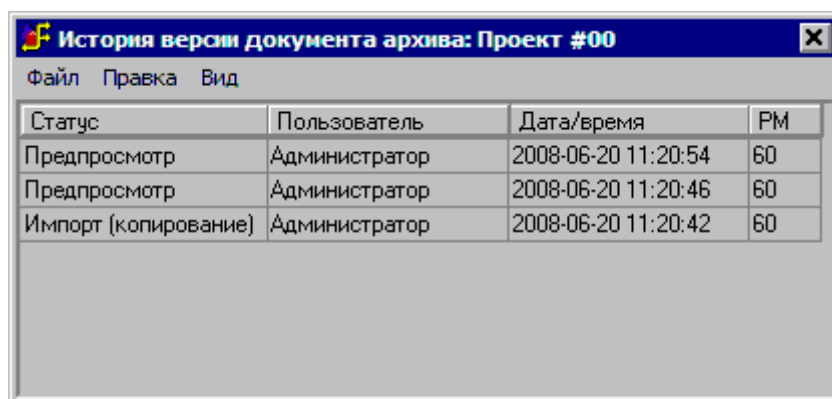 История версии документа архива: Проект #00
Файл Правка Вид
Статус Пользователь Дата/время РМ
Предпросмотр Администратор 2008-06-20 11:20:54 60
Предпросмотр Администратор 2008-06-20 11:20:46 60
Импорт (копирование) Администратор 2008-06-20 11:20:42 60